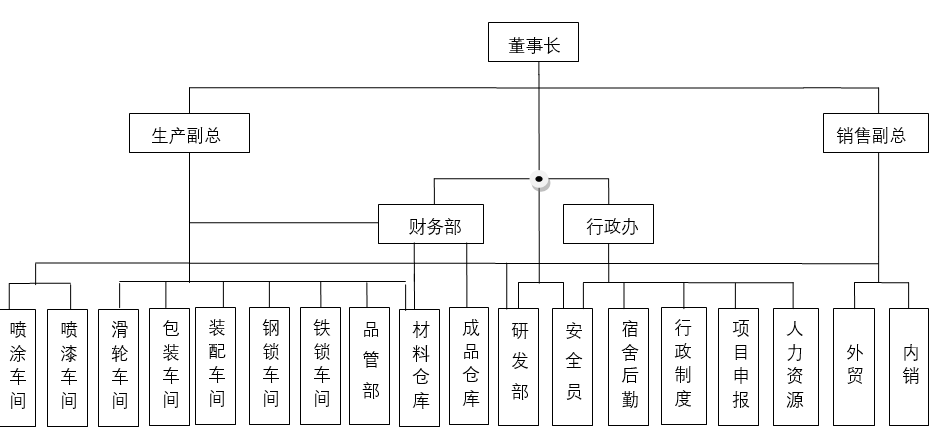 董事长
生产副总
销售副总
财务部
行政办
喷涂车间
喷漆车间
滑轮车间
包装车间
装配车间
钢锁车间
铁锁车间
品管部
材料仓库
成品仓库
研发部
安全员
宿舍后勤
行政制度
项目申报
人力资源
外贸
内销